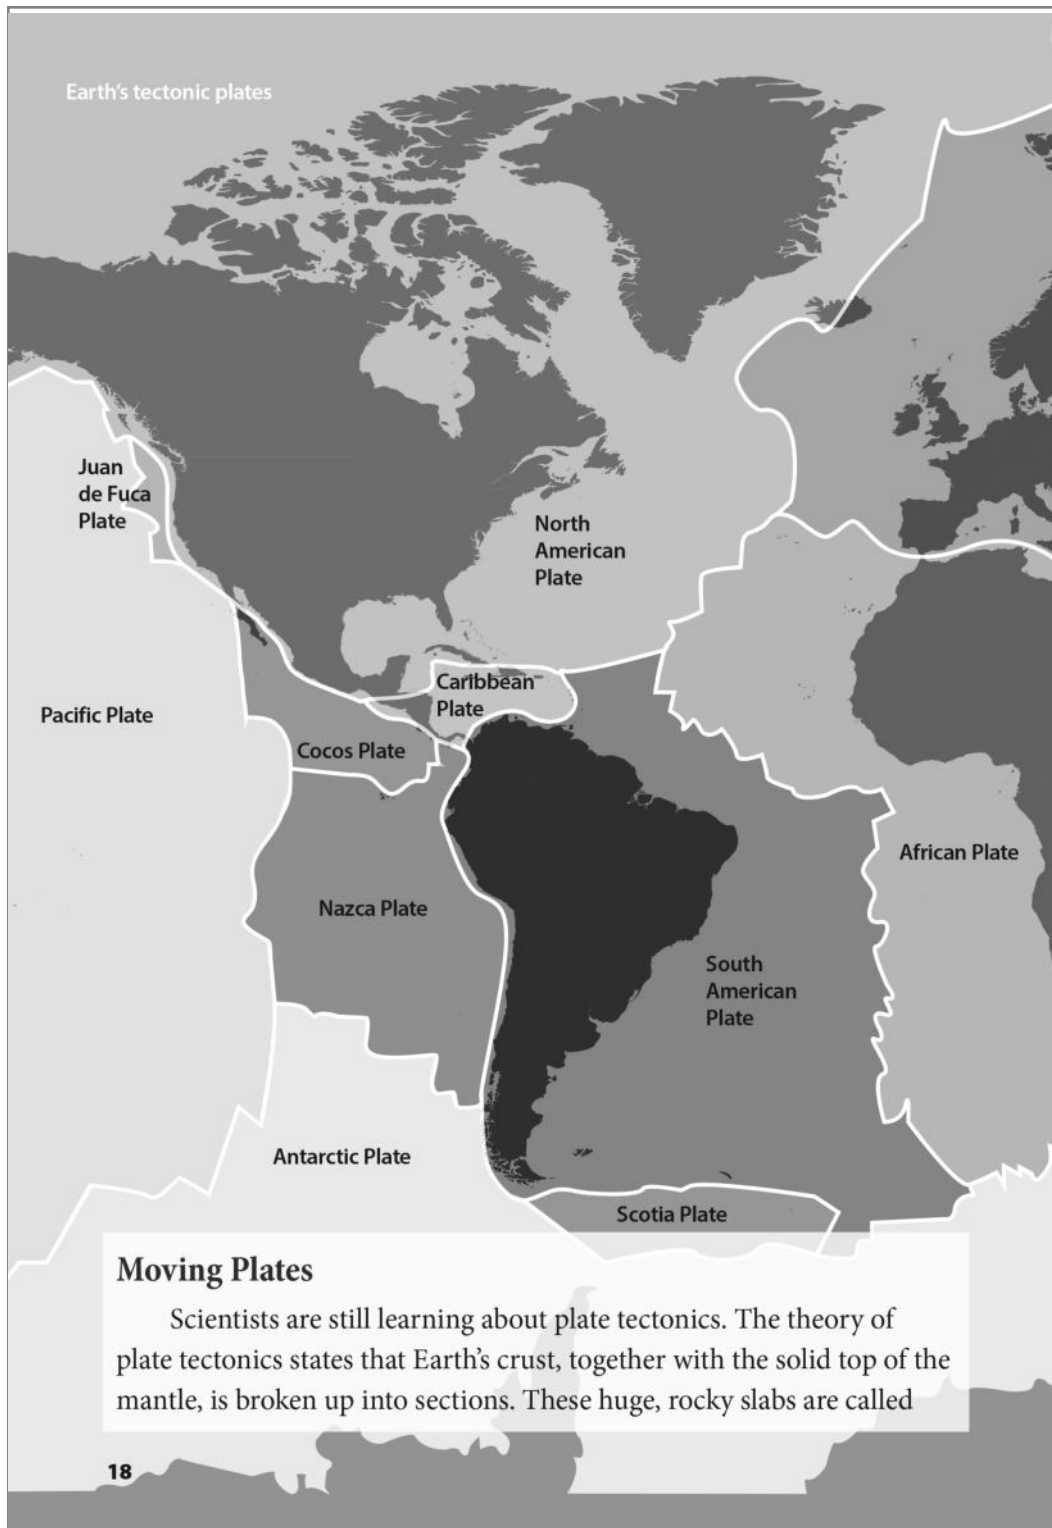 Earth's tectonic plates
Juan
de Fuca
Plate
North
American
Plate
Caribbean
Plate
Pacific Plate
Cocos Plate
African Plate
Nazca Plate
South
American
Plate
Antarctic Plate
Scotia Plate
Moving Plates
Scientists are still learning about plate tectonics. The theory of
plate tectonics states that Earth's crust, together with the solid top of the
mantle, is broken up into sections. These huge, rocky slabs are called
18